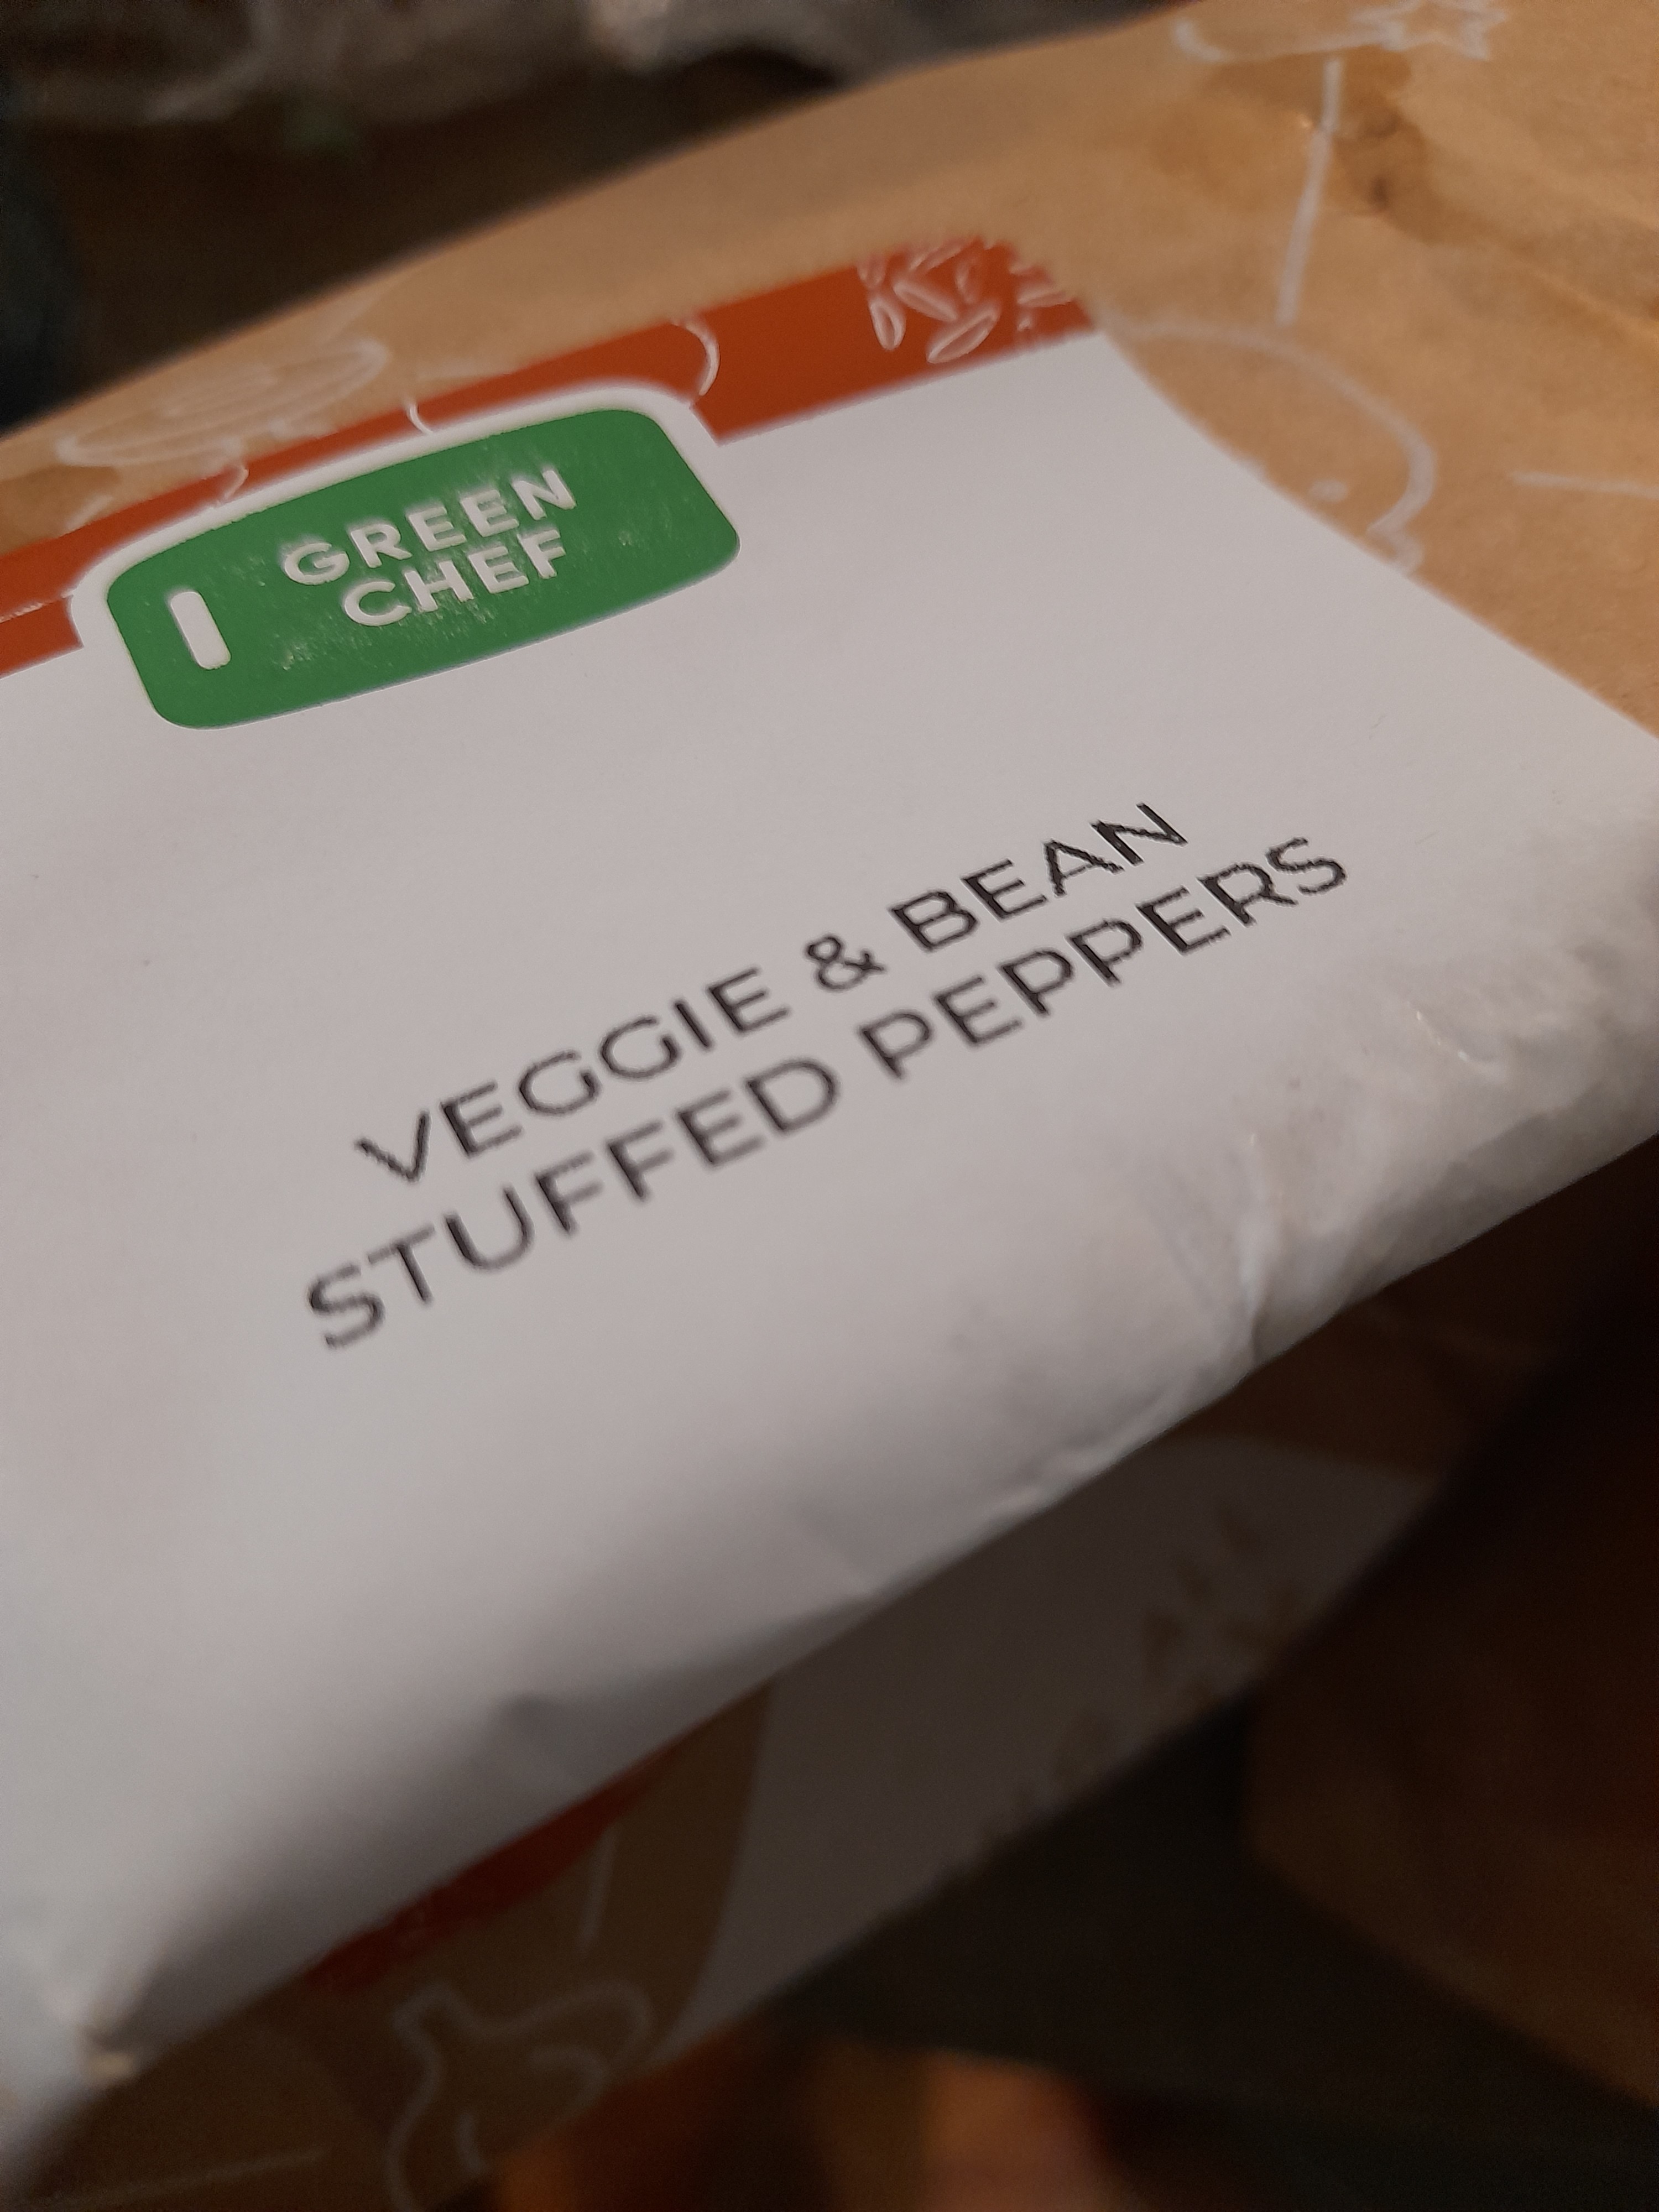 GREEN
CHEF
VEGGIE & BEAN
STUFFED PEPPERS